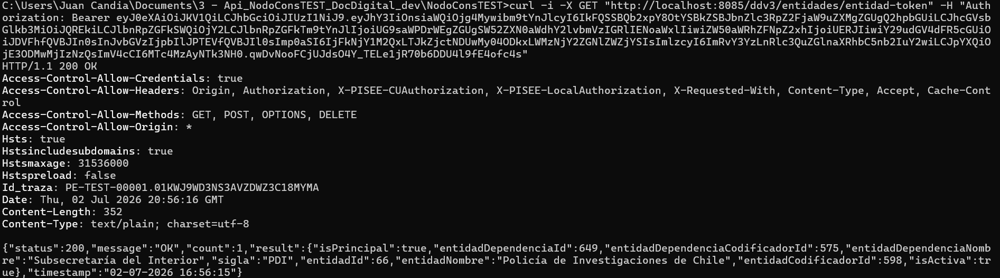 C:\Users\Juan Candia\Documents\3 - Api_NodoConsTEST_DocDigital_dev\NodoConsTEST>curl -i -X GET "http://localhost:8085/ddv3/entidades/entidad-token" -H "Auth
orization: Bearer eyJ0eXAiOiJKV1QiLCJhbGciOiJIUzI1NiJ9.eyJhY3IiOnsiaWQiOjg4Mywibm9tYnJlcyI6IkFQSSBQb2xpY8OtYSBkZSBJbnZlc3RpZ2FjaW9uZXMgZGUgQ2hpbGUiLCJhcGVsb
Glkb3MiOiJQREkiLCJlbnRpZGFkSWQiOjY2LCJlbnRpZGFkTm9tYnJlIjoiUG9saWPDrWEgZGUgSW52ZXN0aWdhY2lvbmVzIGRlIENoaWxlIiwiZW50aWRhZFNpZ2xhIjoiUERJIiwiY29udGV4dFR5cGUiO
iJDVFhfQVBJIn0sInJvbGVzIjpbIlJPTEVfQVBJIl0sImp0aSI6IjFkNjY1M2QxLTJkZjctNDUwMy04ODkxLWMzNjY2ZGNlZWZjYSIsImlzcyI6ImRvY3YzLnRlc3QuZGlnaXRhbC5nb2IuY2wiLCJpYXQiO
jE3ODMwMjIzNzQsImV4cCI6MTc4MzAyNTk3NH0.qwDvNooFCjUJdsO4Y_TELe1jR70b6DDU4l9fE4ofc4s"
HTTP/1.1 200 OK
Access-Control-Allow-Credentials: true
Access-Control-Allow-Headers: Origin, Authorization, X-PISEE-CUAuthorization, X-PISEE-LocalAuthorization, X-Requested-With, Content-Type, Accept, Cache-Cont
rol
Access-Control-Allow-Methods: GET, POST, OPTIONS, DELETE
Access-Control-Allow-Origin: *
Hsts: true
Hstsincludesubdomains: true
Hstsmaxage: 31536000
Hstspreload: false
Id_traza: PE-TEST-00001.01KWJ9WD3NS3AVZDWZ3C18MYMA
Date: Thu, 02 Jul 2026 20:56:16 GMT
Content-Length: 352
Content-Type: text/plain; charset=utf-8
{"status":200,"message":"OK","count":1,"result":{"isPrincipal":true,"entidadDependenciaId":649,"entidadDependenciaCodificadorId":575,"entidadDependenciaNomb
re":"Subsecretaría del Interior","sigla":"PDI","entidadId":66,"entidadNombre":"Policía de Investigaciones de Chile","entidadCodificadorId":598,"isActiva":tr
ue},"timestamp":"02-07-2026 16:56:15"}